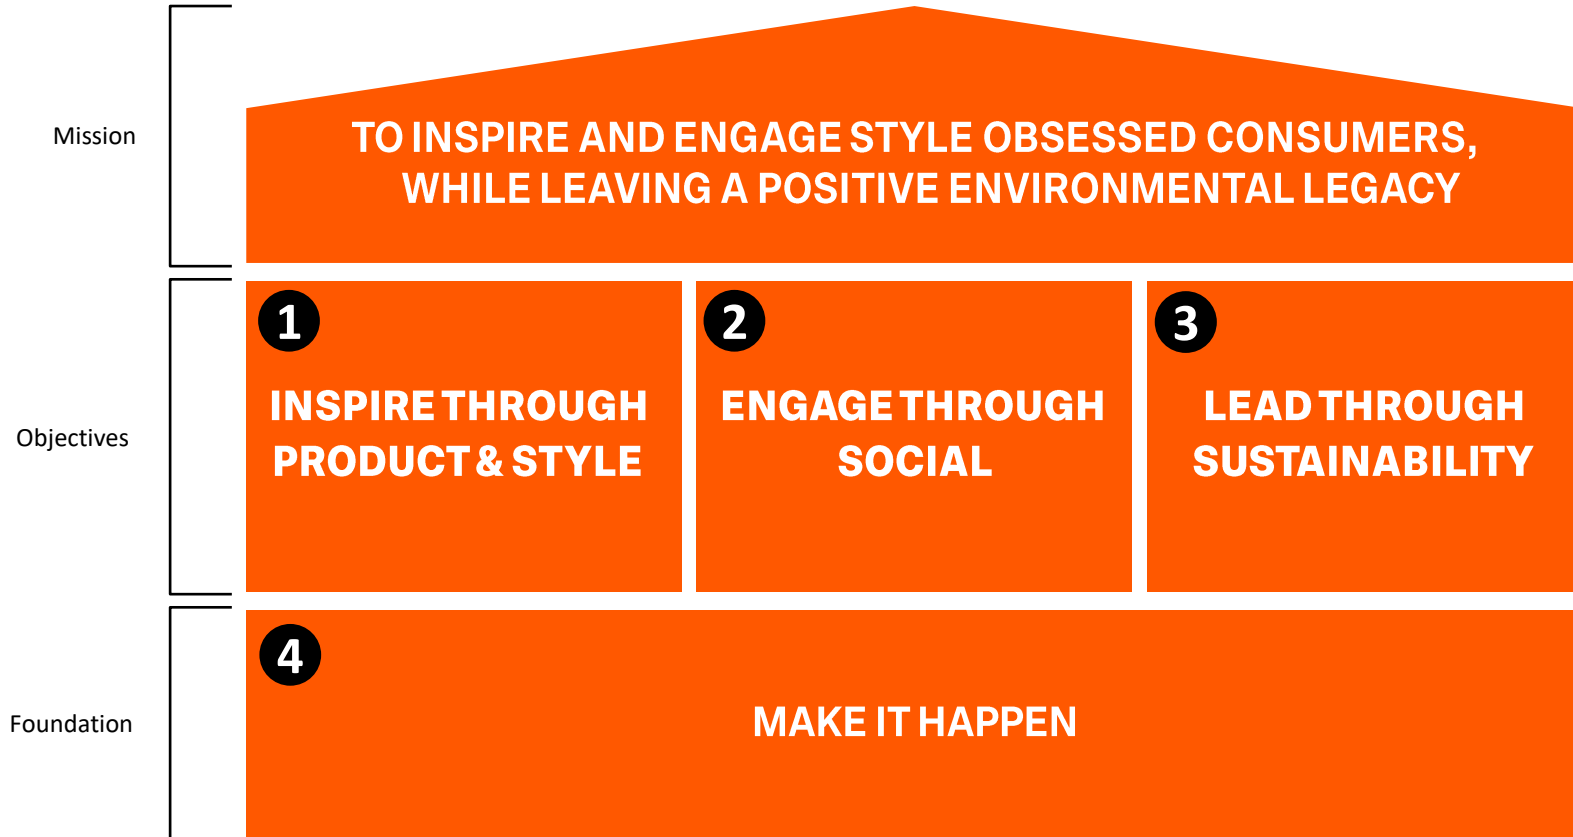 Mission
TO INSPIRE AND ENGAGE STYLE OBSESSED CONSUMERS,
WHILE LEAVING A POSITIVE ENVIRONMENTAL LEGACY
Objectives
1
INSPIRE THROUGH
PRODUCT & STYLE
2
ENGAGE THROUGH
SOCIAL
3
LEAD THROUGH
SUSTAINABILITY
Foundation
4
MAKE IT HAPPEN